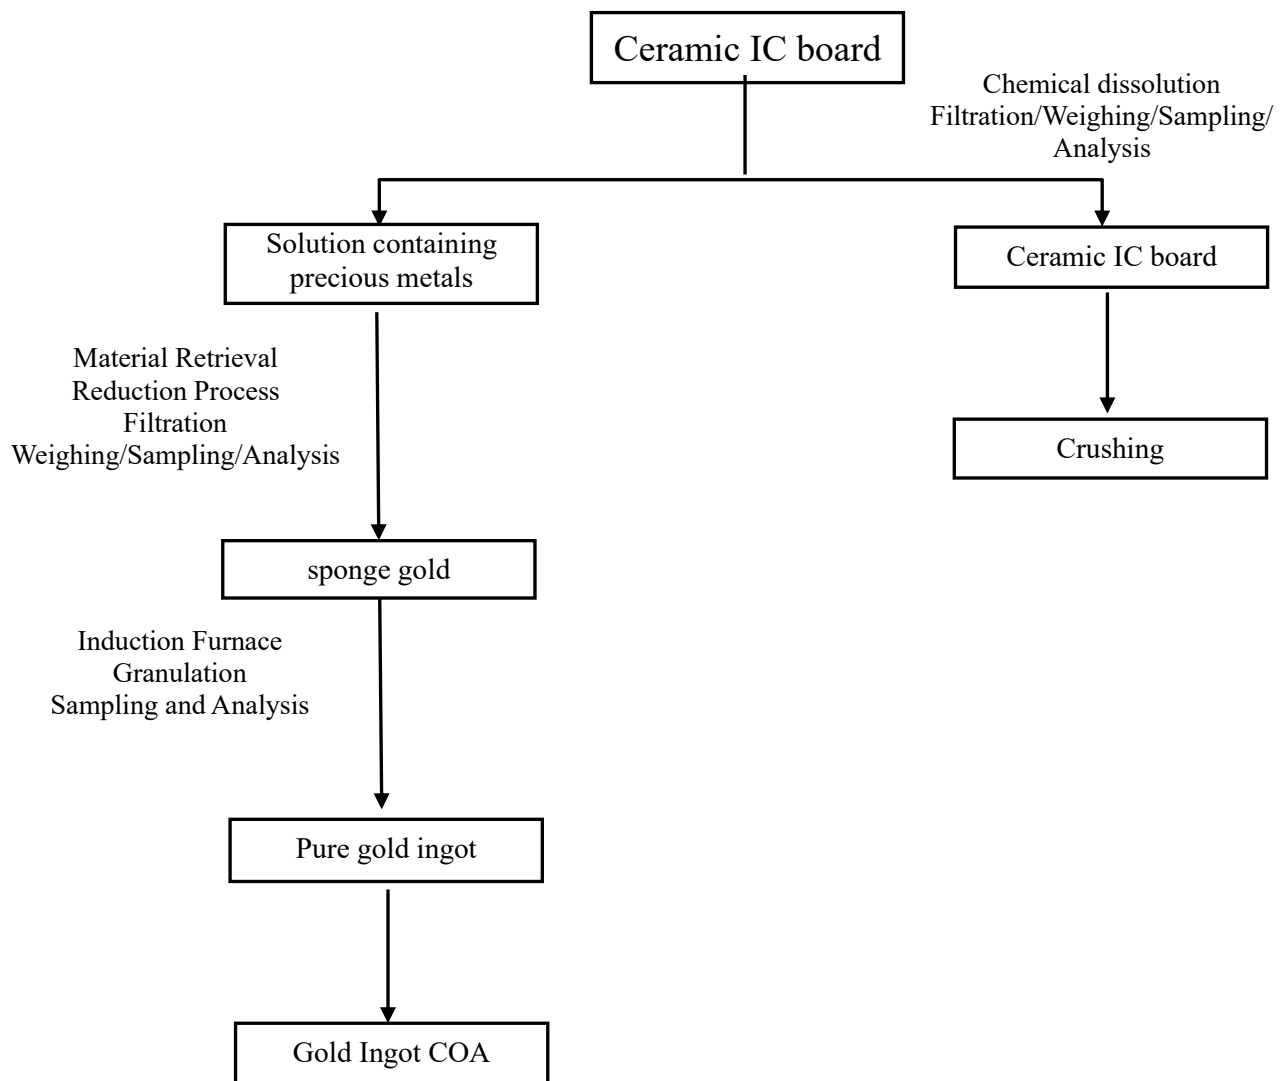 Ceramic IC board
Chemical dissolution
Filtration/Weighing/Sampling/
Analysis
Solution containing
precious metals
Ceramic IC board
Material Retrieval
Reduction Process
Filtration
Weighing/Sampling/Analysis
Crushing
sponge gold
Induction Furnace
Granulation
Sampling and Analysis
Pure gold ingot
Gold Ingot COA